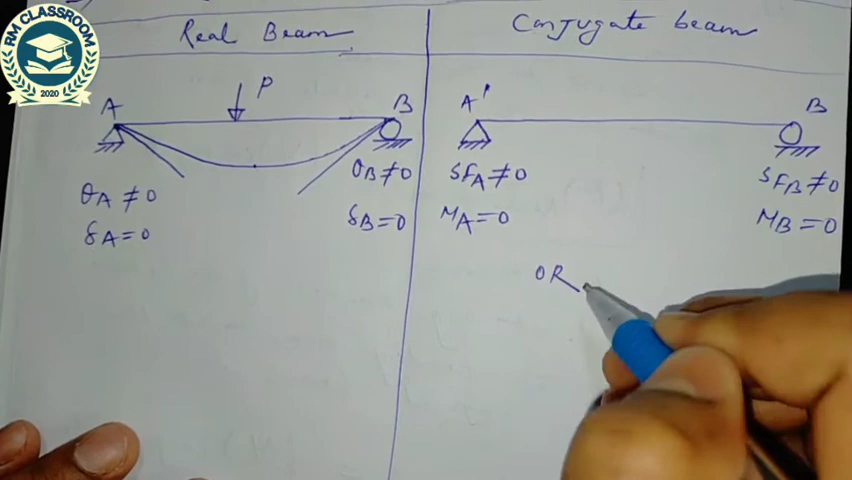 RM CLASSROOM
2020
Real Beam
Conjugate beam
P
A
B
A'
B
θA ≠ 0
δA = 0
θB ≠ 0
δB = 0
SFA ≠ 0
MA = 0
SFB ≠ 0
MB = 0
OR